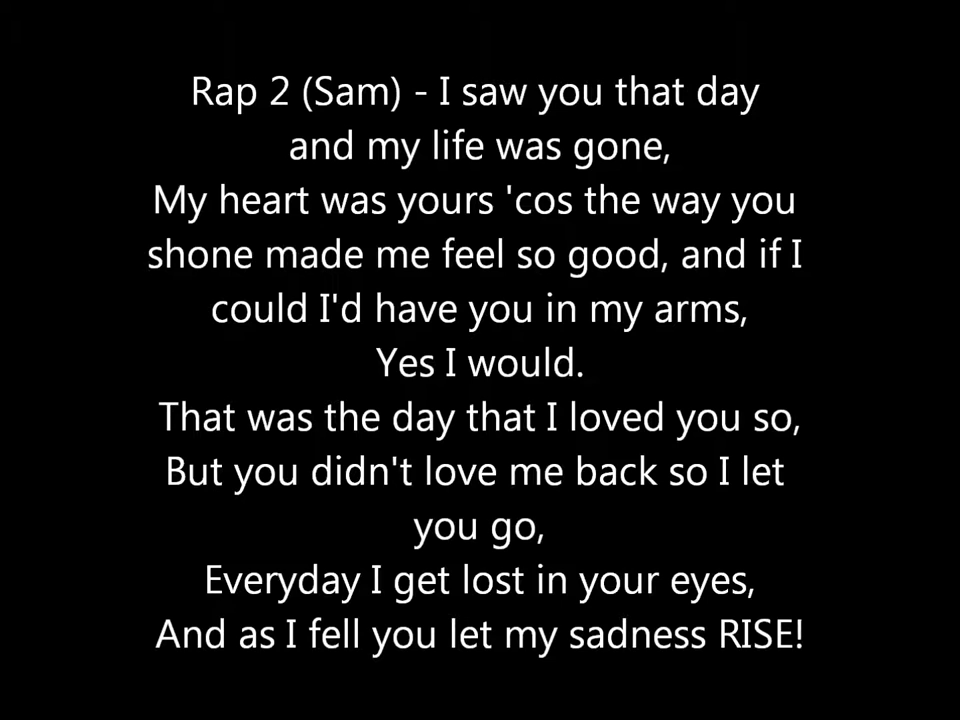 Rap 2 (Sam) - I saw you that day
and my life was gone,
My heart was yours 'cos the way you
shone made me feel so good, and if I
could I'd have you in my arms,
Yes I would.
That was the day that I loved you so,
But you didn't love me back so I let
you go,
Everyday I get lost in your eyes,
And as I fell you let my sadness RISE!